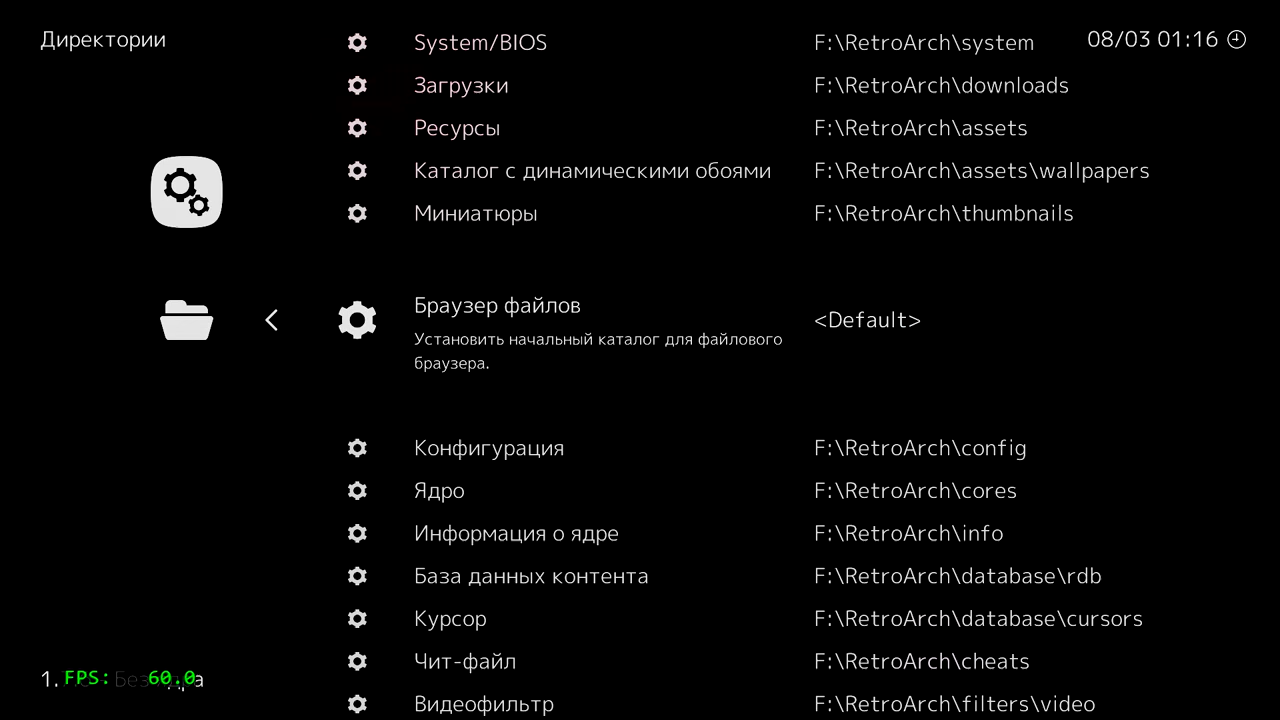 Директории
08/03 01:16
System/BIOS F:\RetroArch\system
Загрузки F:\RetroArch\downloads
Ресурсы F:\RetroArch\assets
Каталог с динамическими обоями F:\RetroArch\assets\wallpapers
Миниатюры F:\RetroArch\thumbnails
Браузер файлов <Default>
Установить начальный каталог для файлового
браузера.
Конфигурация F:\RetroArch\config
Ядро F:\RetroArch\cores
Информация о ядре F:\RetroArch\info
База данных контента F:\RetroArch\database\rdb
Курсор F:\RetroArch\database\cursors
Чит-файл F:\RetroArch\cheats
Видеофильтр F:\RetroArch\filters\video
FPS: 60.0